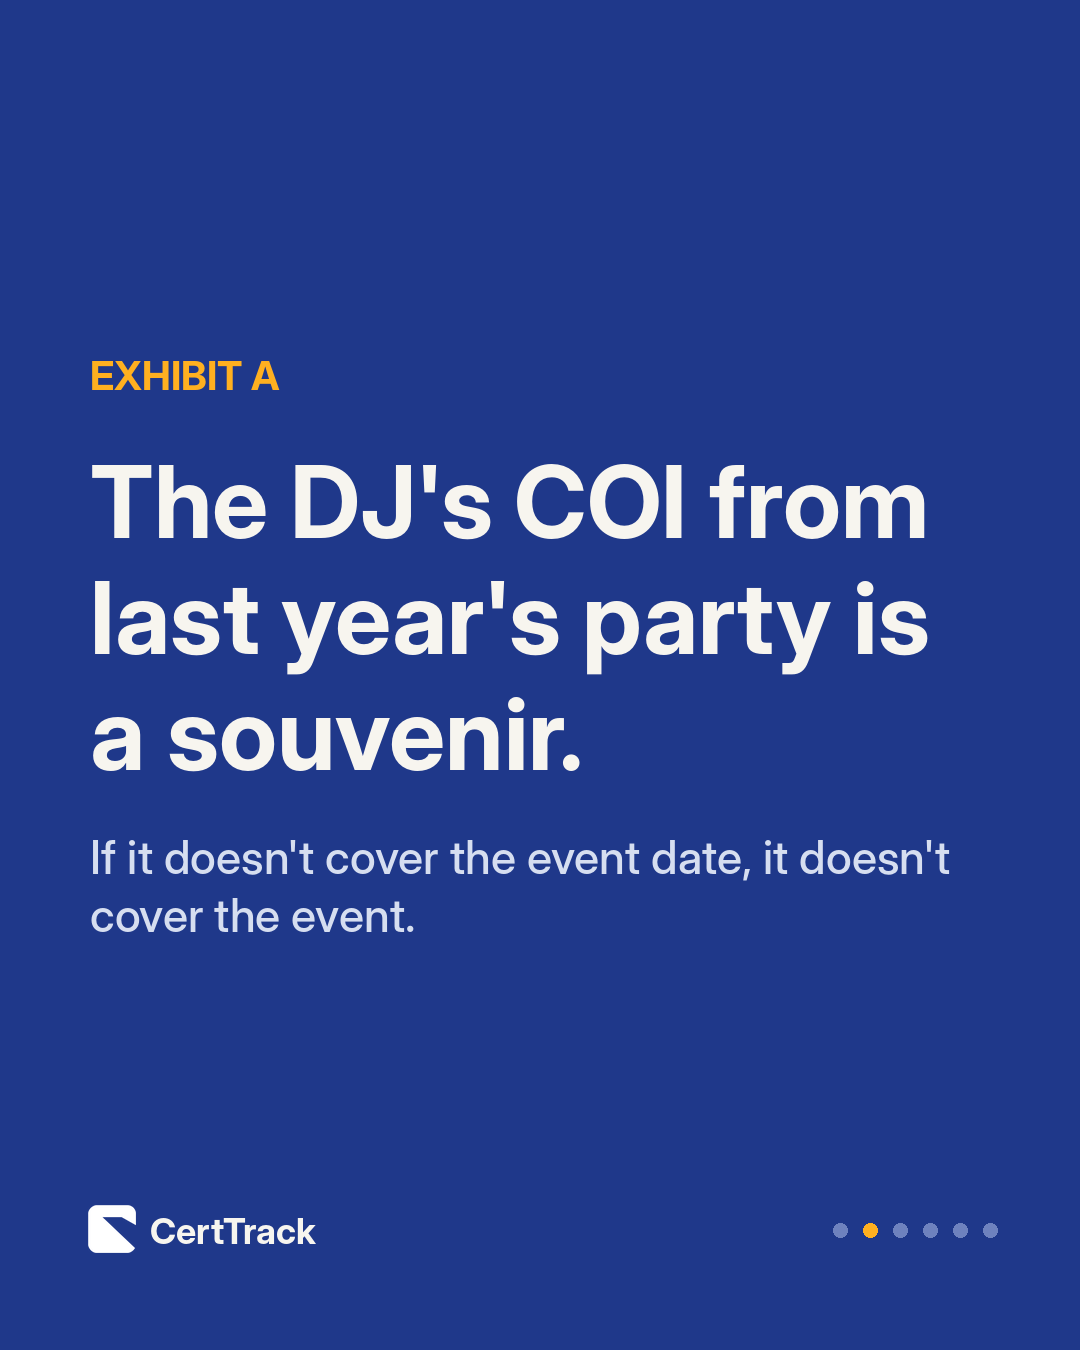 EXHIBIT A
The DJ's COI from
last year's party is
a souvenir.
If it doesn't cover the event date, it doesn't
cover the event.
CertTrack